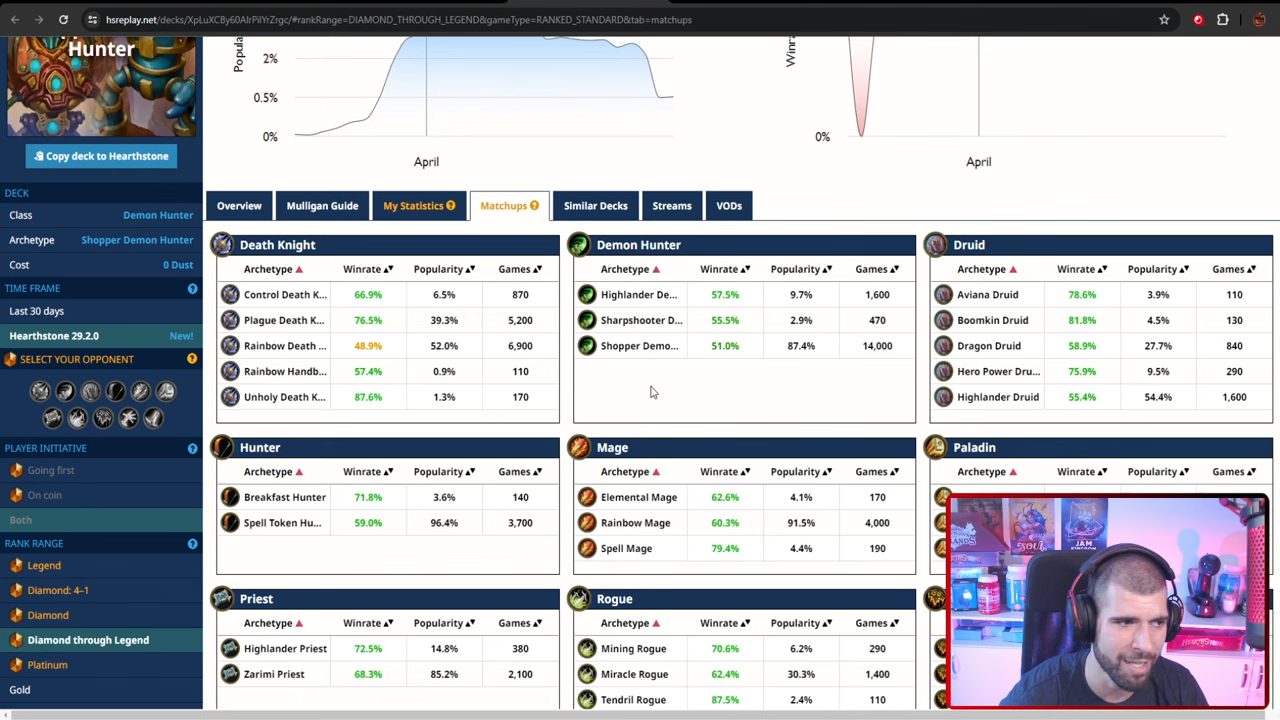 hsreplay.net/decks/XpLuXCBy60AlrPilYrZrgc/#rankRange=DIAMOND_THROUGH_LEGEND&gameType=RANKED_STANDARD&tab=matchups
Hunter
Copy deck to Hearthstone
DECK
Class Demon Hunter
Archetype Shopper Demon Hunter
Cost 0 Dust
TIME FRAME
Last 30 days
Hearthstone 29.2.0 New!
SELECT YOUR OPPONENT
PLAYER INITIATIVE
Going first
On coin
Both
RANK RANGE
Legend
Diamond: 4–1
Diamond
Diamond through Legend
Platinum
Gold
2%
0.5%
0%
April
0%
April
Overview Mulligan Guide My Statistics Matchups Similar Decks Streams VODs
Death Knight
Archetype Winrate Popularity Games
Control Death K... 66.9% 6.5% 870
Plague Death K... 76.5% 39.3% 5,200
Rainbow Death ... 48.9% 52.0% 6,900
Rainbow Handb... 57.4% 0.9% 110
Unholy Death K... 87.6% 1.3% 170
Demon Hunter
Archetype Winrate Popularity Games
Highlander De... 57.5% 9.7% 1,600
Sharpshooter D... 55.5% 2.9% 470
Shopper Demo... 51.0% 87.4% 14,000
Druid
Archetype Winrate Popularity Games
Aviana Druid 78.6% 3.9% 110
Boomkin Druid 81.8% 4.5% 130
Dragon Druid 58.9% 27.7% 840
Hero Power Dru... 75.9% 9.5% 290
Highlander Druid 55.4% 54.4% 1,600
Hunter
Archetype Winrate Popularity Games
Breakfast Hunter 71.8% 3.6% 140
Spell Token Hu... 59.0% 96.4% 3,700
Mage
Archetype Winrate Popularity Games
Elemental Mage 62.6% 4.1% 170
Rainbow Mage 60.3% 91.5% 4,000
Spell Mage 79.4% 4.4% 190
Paladin
Archetype Winrate Popularity Games
Priest
Archetype Winrate Popularity Games
Highlander Priest 72.5% 14.8% 380
Zarimi Priest 68.3% 85.2% 2,100
Rogue
Archetype Winrate Popularity Games
Mining Rogue 70.6% 6.2% 290
Miracle Rogue 62.4% 30.3% 1,400
Tendril Rogue 87.5% 2.4% 110